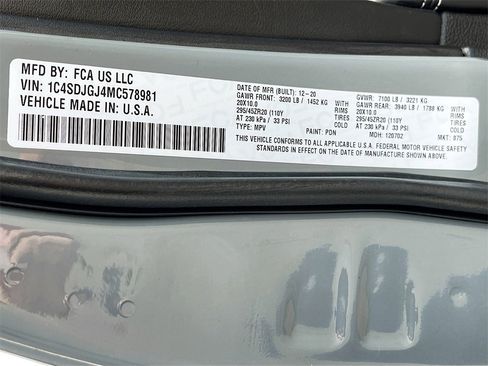 MFD BY: FCA US LLC
VIN: 1C4SDJGJ4MC578981
VEHICLE MADE IN: U.S.A.
DATE OF MFR (BUILT): 12-20 GVWR: 7100 LB / 3221 KG
GAWR FRONT: 3200 LB / 1452 KG GAWR REAR: 3940 LB / 1788 KG
20X10.0 RIMS 20X10.0 RIMS
295/45ZR20 (110Y TIRES 295/45ZR20 (110Y TIRES
AT 230 kPa / 33 PSI AT 230 kPa / 33 PSI
TYPE: MPV PAINT: PDN MDH: 120702 MKT: 875
THIS VEHICLE CONFORMS TO ALL APPLICABLE U.S.A. FEDERAL MOTOR VEHICLE SAFETY
STANDARDS IN EFFECT ON THE DATE OF MANUFACTURE SHOWN ABOVE.